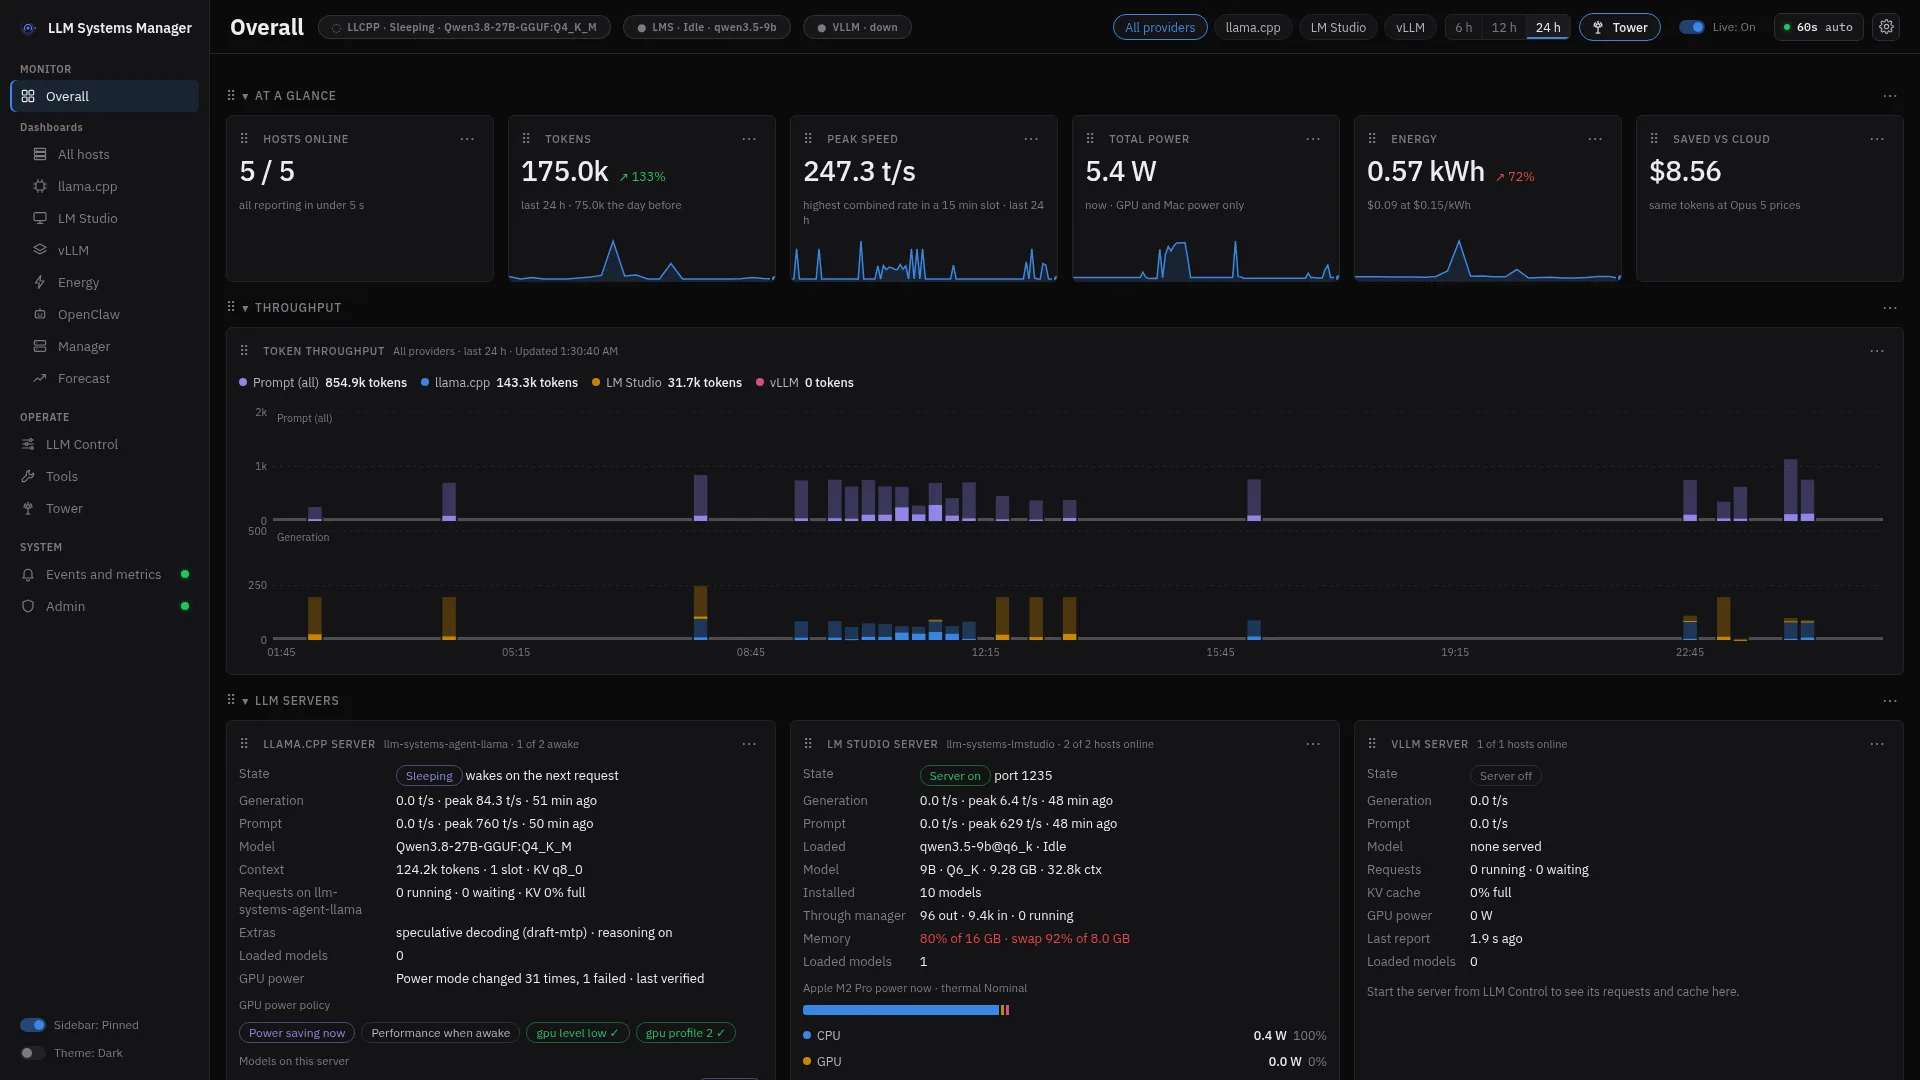 LLM Systems Manager
MONITOR
Overall
Dashboards
All hosts
llama.cpp
LM Studio
vLLM
Energy
OpenClaw
Manager
Forecast
OPERATE
LLM Control
Tools
Tower
SYSTEM
Events and metrics
Admin
Sidebar: Pinned
Theme: Dark
Overall
LLCPP · Sleeping · Qwen3.8-27B-GGUF:Q4_K_M
LMS · Idle · qwen3.5-9b
VLLM · down
All providers
llama.cpp
LM Studio
vLLM
6 h
12 h
24 h
Tower
Live: On
60s auto
AT A GLANCE
HOSTS ONLINE
5 / 5
all reporting in under 5 s
TOKENS
175.0k ↗ 133%
last 24 h · 75.0k the day before
PEAK SPEED
247.3 t/s
highest combined rate in a 15 min slot · last 24
h
TOTAL POWER
5.4 W
now · GPU and Mac power only
ENERGY
0.57 kWh ↗ 72%
$0.09 at $0.15/kWh
SAVED VS CLOUD
$8.56
same tokens at Opus 5 prices
THROUGHPUT
TOKEN THROUGHPUT All providers · last 24 h · Updated 1:30:40 AM
Prompt (all) 854.9k tokens llama.cpp 143.3k tokens LM Studio 31.7k tokens vLLM 0 tokens
2k
Prompt (all)
1k
0
500
Generation
250
0
01:45 05:15 08:45 12:15 15:45 19:15 22:45
LLM SERVERS
LLAMA.CPP SERVER llm-systems-agent-llama · 1 of 2 awake
State Sleeping wakes on the next request
Generation 0.0 t/s · peak 84.3 t/s · 51 min ago
Prompt 0.0 t/s · peak 760 t/s · 50 min ago
Model Qwen3.8-27B-GGUF:Q4_K_M
Context 124.2k tokens · 1 slot · KV q8_0
Requests on llm-
systems-agent-llama 0 running · 0 waiting · KV 0% full
Extras speculative decoding (draft-mtp) · reasoning on
Loaded models 0
GPU power Power mode changed 31 times, 1 failed · last verified
GPU power policy
Power saving now Performance when awake gpu level low ✓ gpu profile 2 ✓
Models on this server
LM STUDIO SERVER llm-systems-lmstudio · 2 of 2 hosts online
State Server on port 1235
Generation 0.0 t/s · peak 6.4 t/s · 48 min ago
Prompt 0.0 t/s · peak 629 t/s · 48 min ago
Loaded qwen3.5-9b@q6_k · Idle
Model 9B · Q6_K · 9.28 GB · 32.8k ctx
Installed 10 models
Through manager 96 out · 9.4k in · 0 running
Memory 80% of 16 GB · swap 92% of 8.0 GB
Loaded models 1
Apple M2 Pro power now · thermal Nominal
CPU 0.4 W 100%
GPU 0.0 W 0%
VLLM SERVER 1 of 1 hosts online
State Server off
Generation 0.0 t/s
Prompt 0.0 t/s
Model none served
Requests 0 running · 0 waiting
KV cache 0% full
GPU power 0 W
Last report 1.9 s ago
Loaded models 0
Start the server from LLM Control to see its requests and cache here.